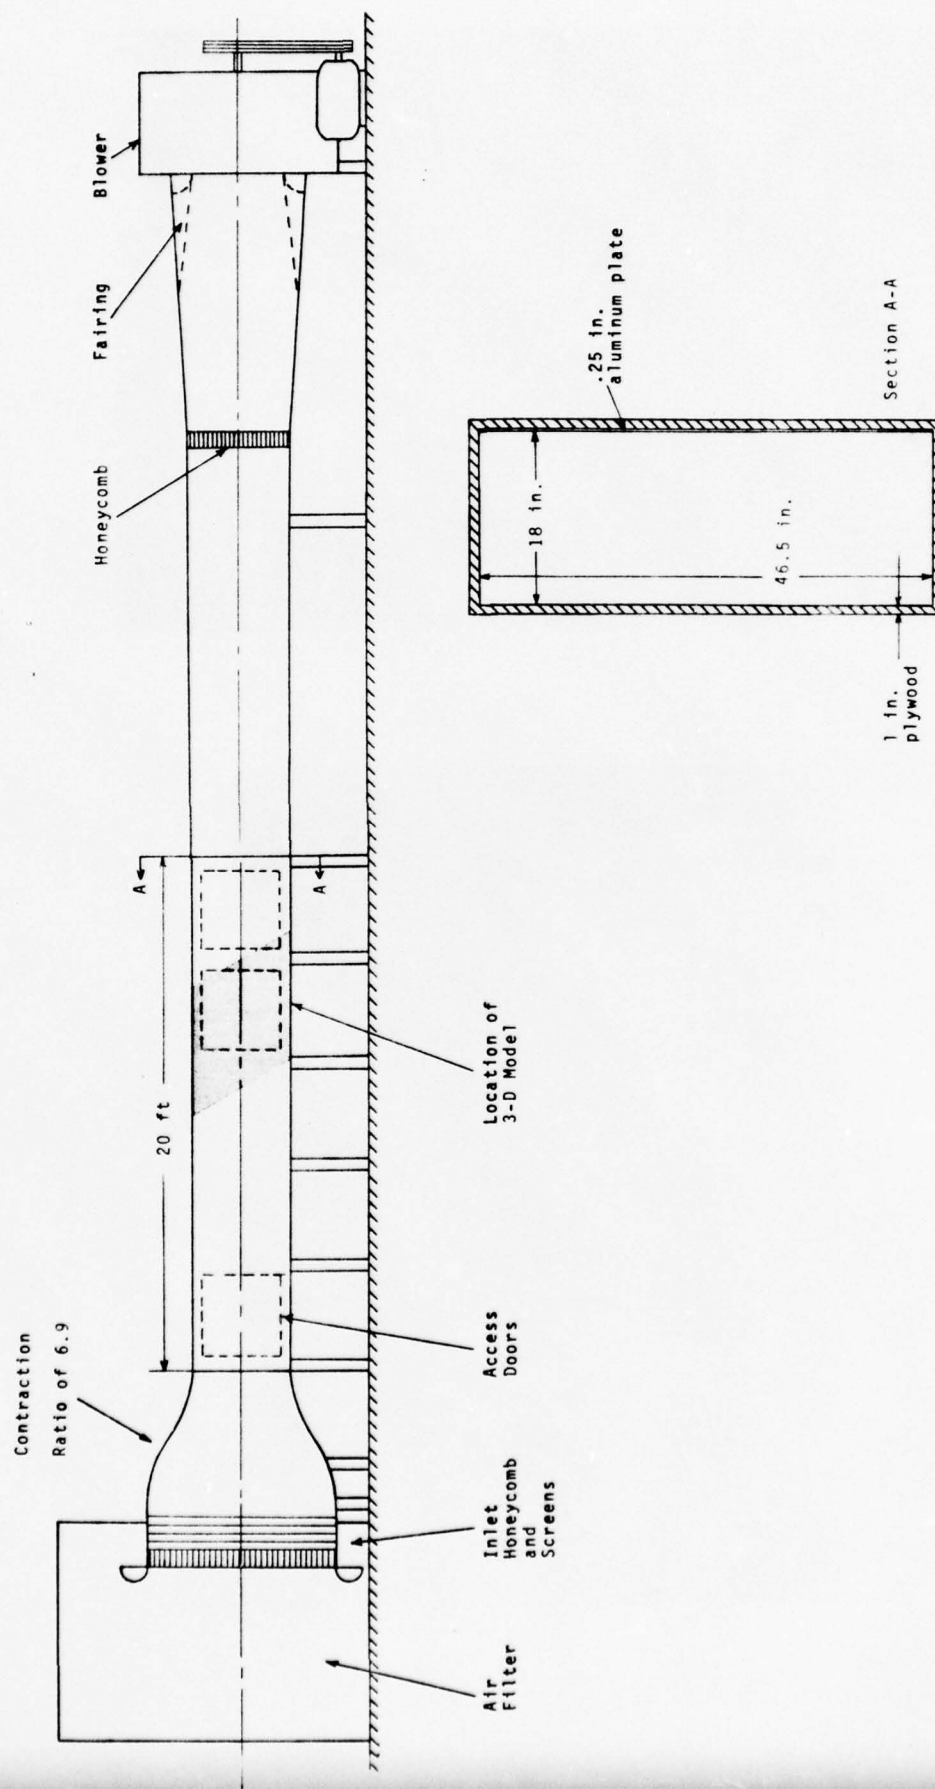 Contraction
Ratio of 6.9
20 ft
A
A
Honeycomb
Fairing
Blower
Air
Filter
Inlet
Honeycomb
and
Screens
Access
Doors
Location of
3-D Model
1 in.
plywood
18 in.
46.5 in.
.25 in.
aluminum plate
Section A-A